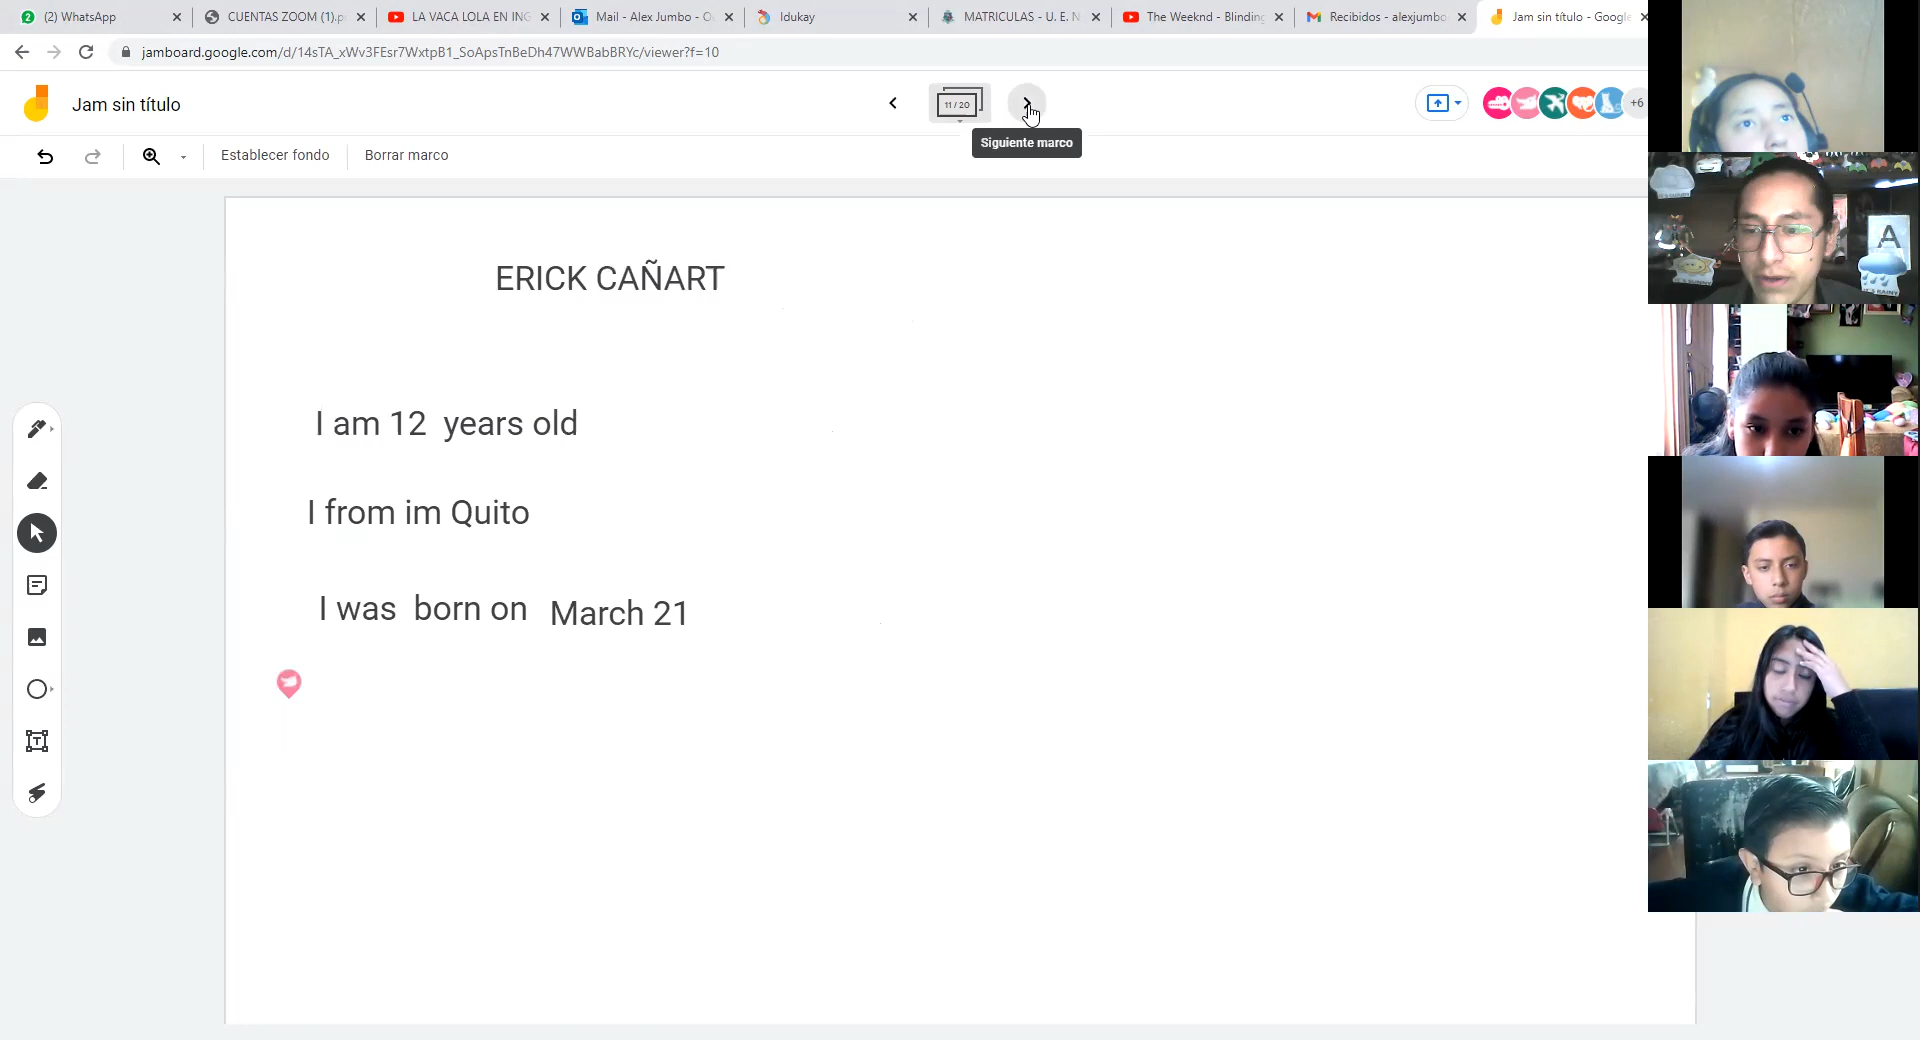 (2) WhatsApp
CUENTAS ZOOM (1).p
LA VACA LOLA EN ING
Mail - Alex Jumbo - O
Idukay
MATRICULAS - U. E. N
The Weeknd - Blinding
Recibidos - alexjumbo
Jam sin título - Google
jamboard.google.com/d/14sTA_xWv3FEsr7WxtpB1_SoApsTnBeDh47WWBabBRYc/viewer?f=10
Jam sin título
11 / 20
+6
Siguiente marco
Establecer fondo
Borrar marco
ERICK CAÑART
I am 12 years old
I from im Quito
I was born on March 21
A